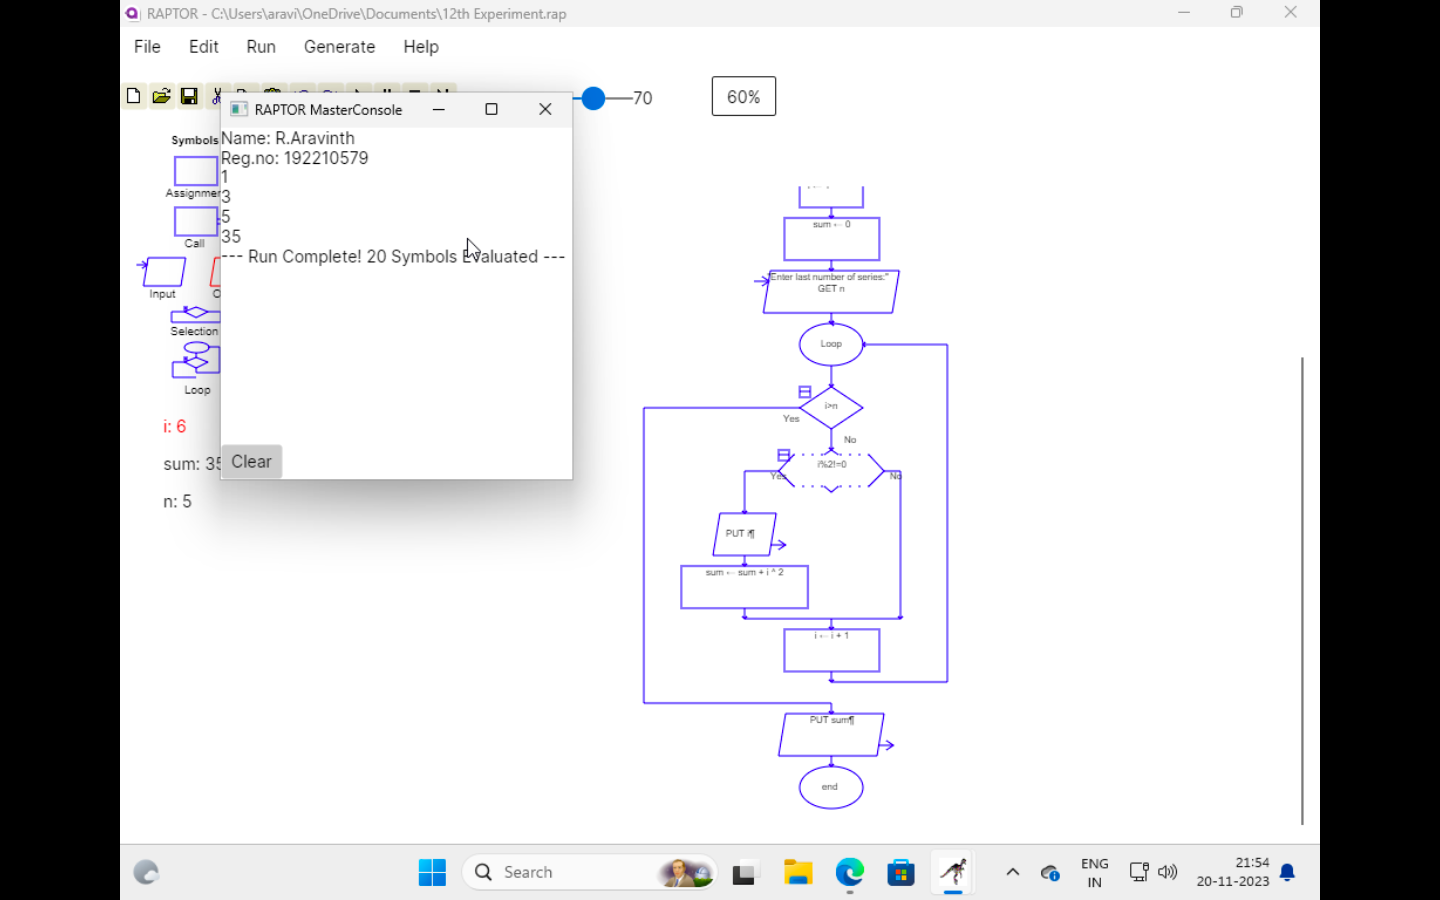 RAPTOR - C:\Users\aravi\OneDrive\Documents\12th Experiment.rap
File Edit Run Generate Help
70
60%
RAPTOR MasterConsole
Name: R.Aravinth
Reg.no: 192210579
1
3
5
35
--- Run Complete! 20 Symbols Evaluated ---
Clear
Symbols
Call
Input
Selection
Loop
i: 6
sum: 35
n: 5
sum ← 0
"Enter last number of series:"
GET n
Loop
i>n
Yes
No
i%2!=0
Yes
No
PUT i¶
sum ← sum + i ^ 2
i ← i + 1
PUT sum¶
end
Search
ENG
IN
21:54
20-11-2023